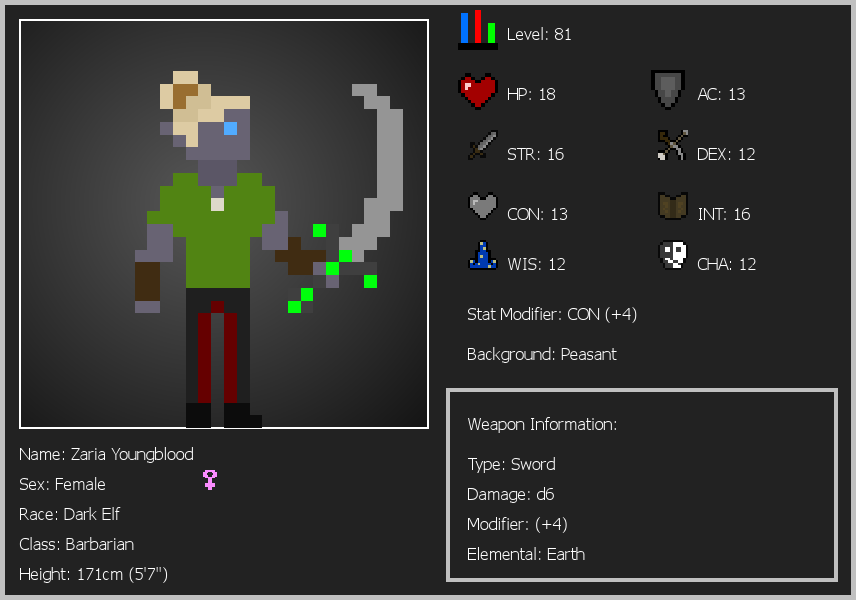 Level: 81
HP: 18
AC: 13
STR: 16
DEX: 12
CON: 13
INT: 16
WIS: 12
CHA: 12
Stat Modifier: CON (+4)
Background: Peasant
Weapon Information:
Type: Sword
Damage: d6
Modifier: (+4)
Elemental: Earth
Name: Zaria Youngblood
Sex: Female
Race: Dark Elf
Class: Barbarian
Height: 171cm (5'7")